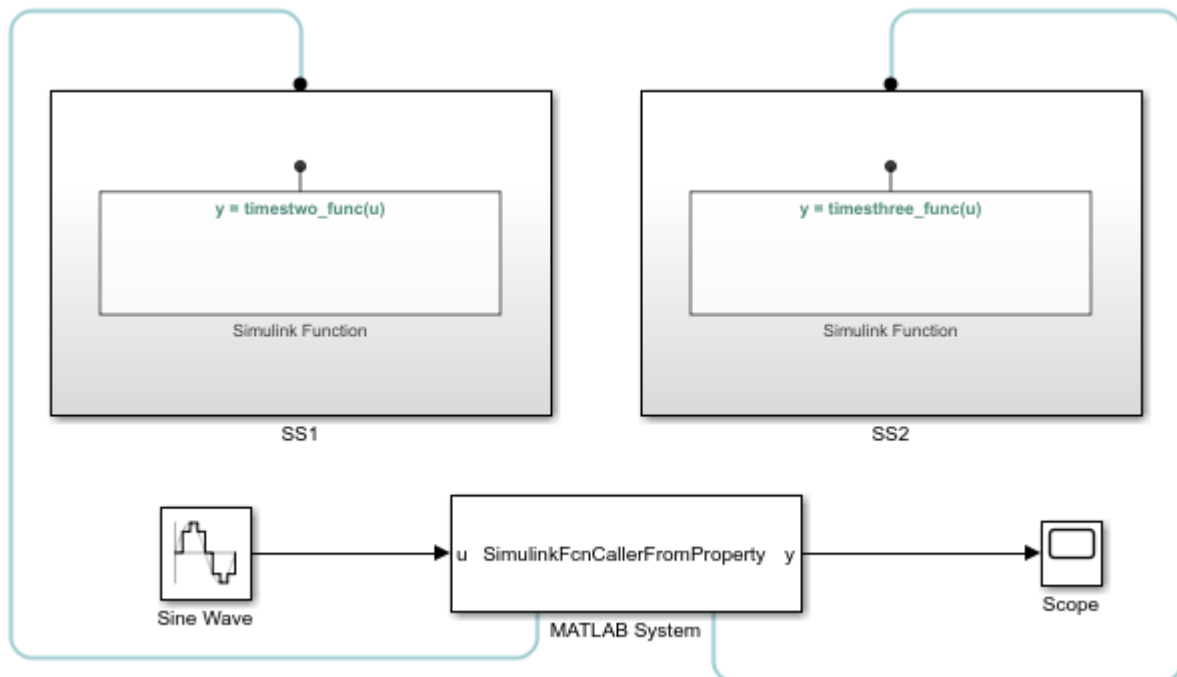 y = timestwo_func(u)
Simulink Function
SS1
y = timesthree_func(u)
Simulink Function
SS2
Sine Wave
u
SimulinkFcnCallerFromProperty
y
MATLAB System
Scope